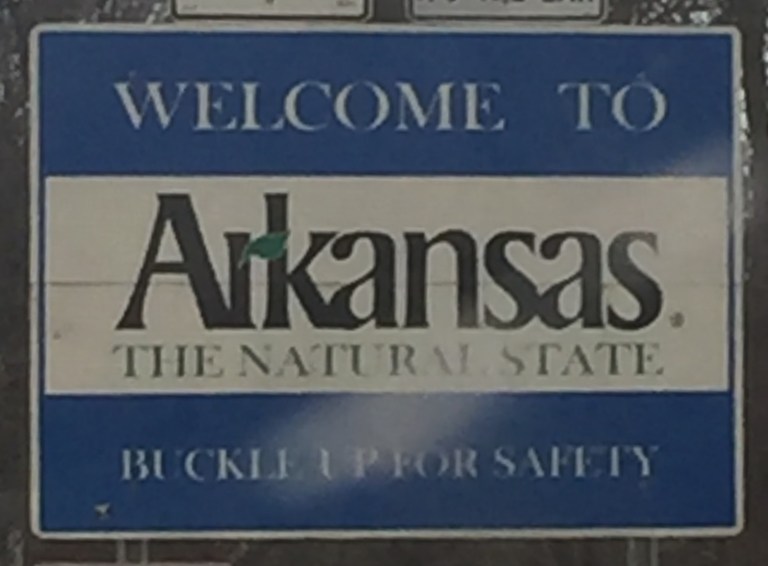 WELCOME TO
Arkansas®
THE NATURAL STATE
BUCKLE UP FOR SAFETY